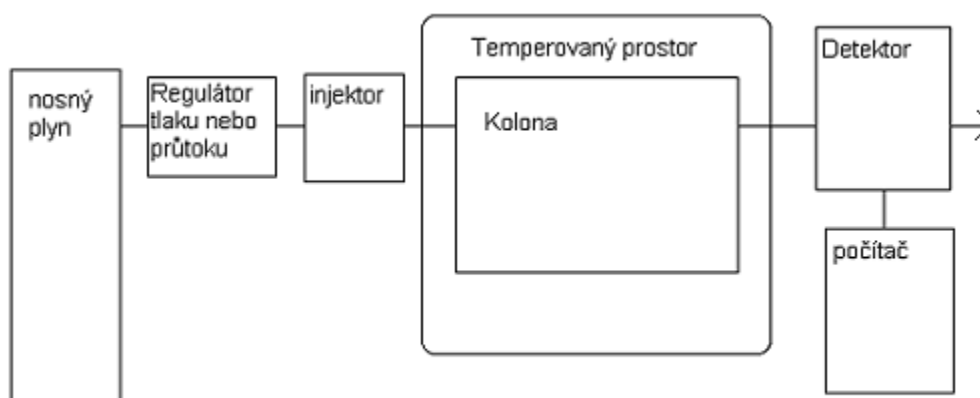 nosný
plyn
Regulátor
tlaku nebo
průtoku
injektor
Temperovaný prostor
Kolona
Detektor
počítač